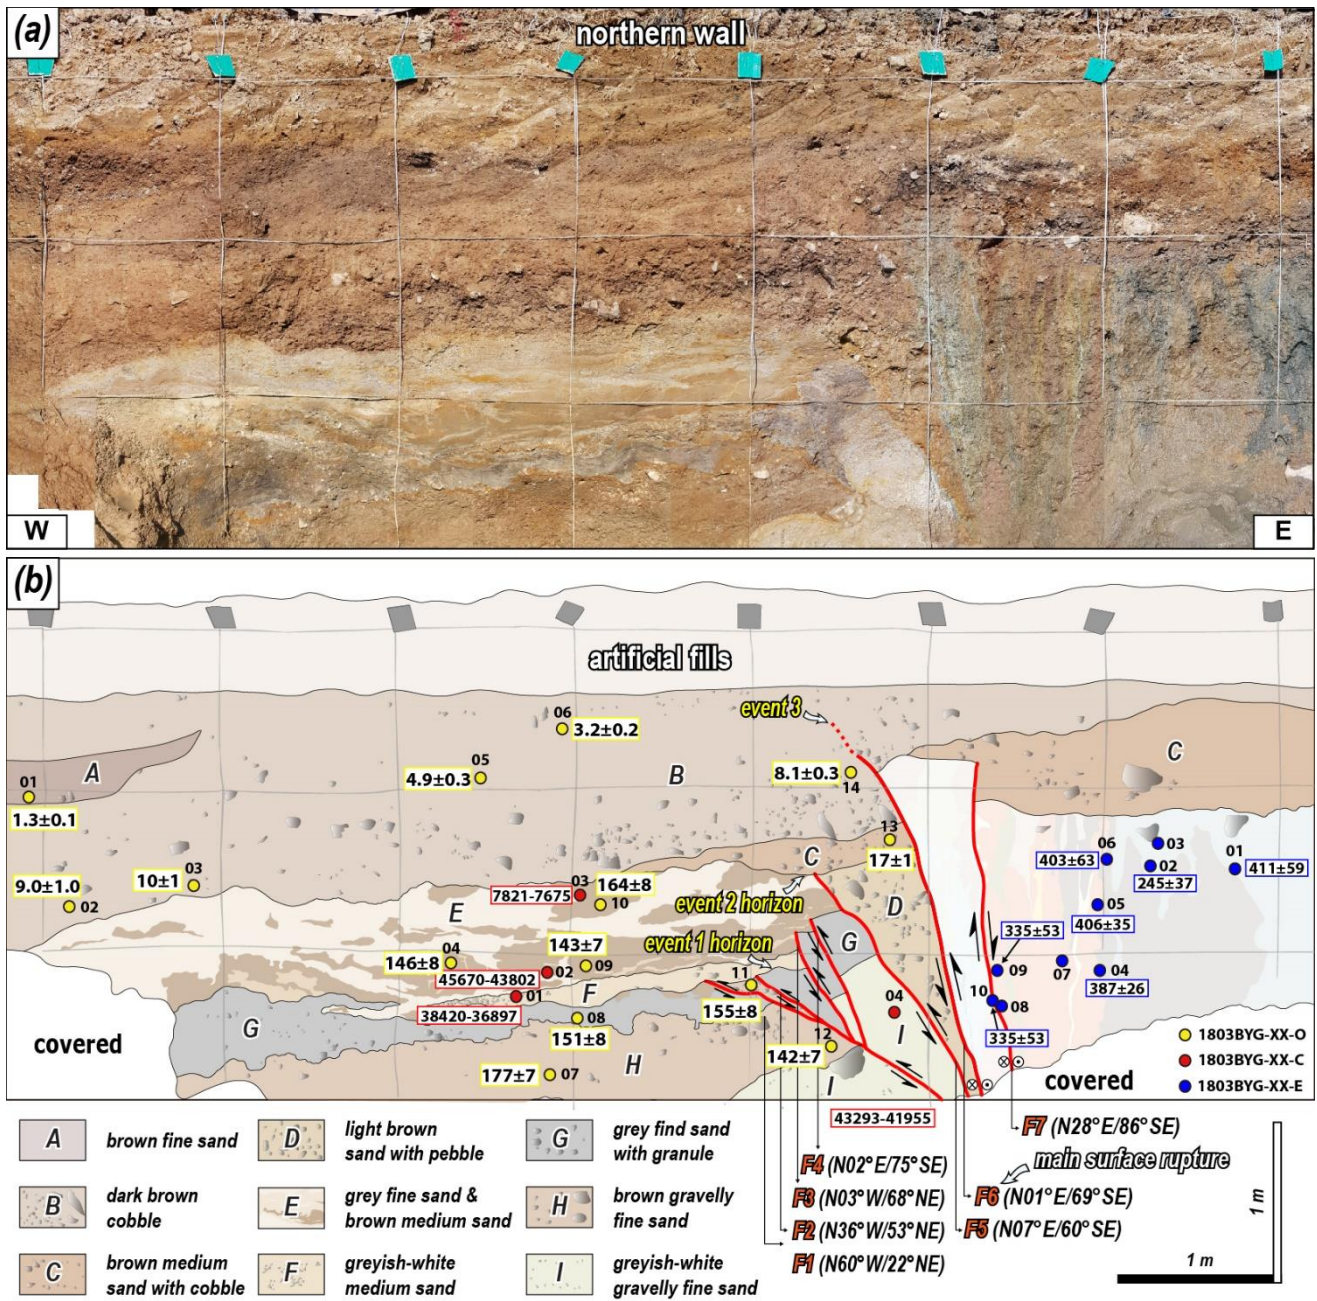 (a)
northern wall
W
E
(b)
artificial fills
event 3
06
3.2±0.2
C
A
05
4.9±0.3
B
8.1±0.3
14
01
1.3±0.1
13
17±1
C
03
10±1
9.0±1.0
02
03
7821-7675
164±8
10
event 2 horizon
E
D
G
event 1 horizon
04
146±8
143±7
09
02
45670-43802
01
38420-36897
F
11
155±8
08
151±8
G
H
177±7
07
12
142±7
04
I
I
43293-41955
06
403±63
03
02
245±37
01
411±59
05
406±35
335±53
09
07
04
387±26
10
08
335±53
covered
covered
1803BYG-XX-O
1803BYG-XX-C
1803BYG-XX-E
A brown fine sand
B dark brown
cobble
C brown medium
sand with cobble
D light brown
sand with pebble
E grey fine sand &
brown medium sand
F greyish-white
medium sand
G grey find sand
with granule
H brown gravelly
fine sand
I greyish-white
gravelly fine sand
F7 (N28°E/86°SE)
main surface rupture
F4 (N02°E/75°SE)
F3 (N03°W/68°NE)
F6 (N01°E/69°SE)
F2 (N36°W/53°NE)
F5 (N07°E/60°SE)
F1 (N60°W/22°NE)
1 m
1 m